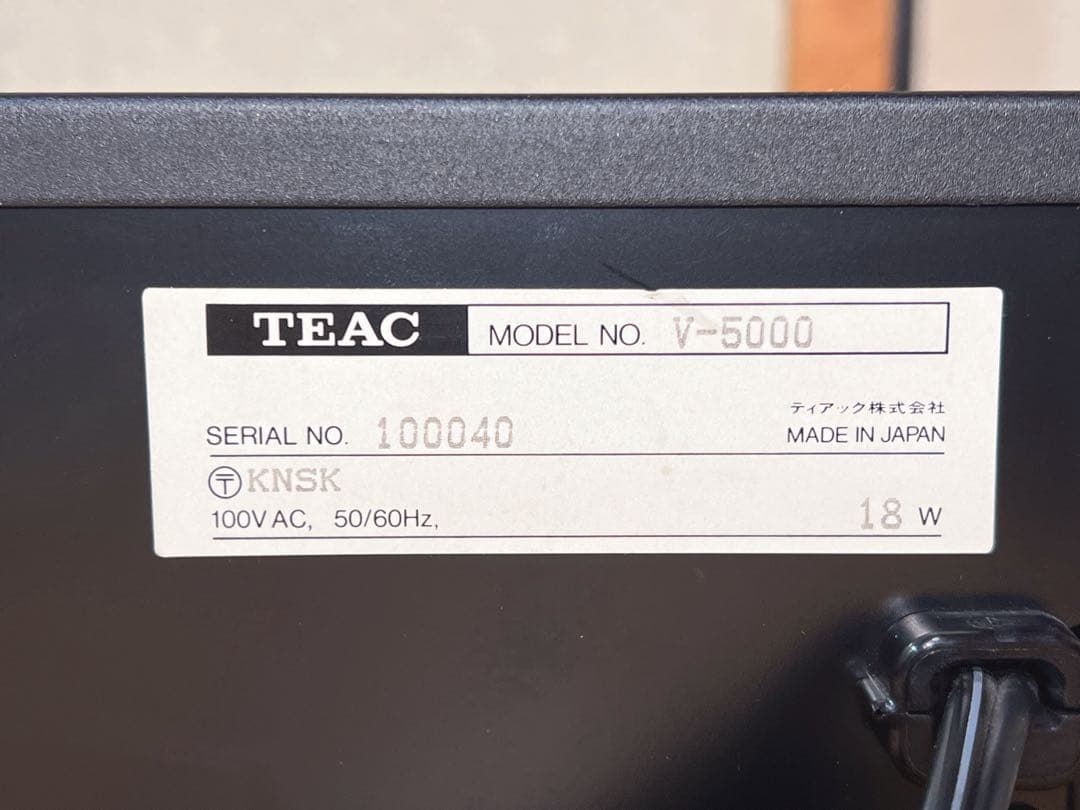 TEAC MODEL NO. V-5000
ティアック株式会社
SERIAL NO. 100040 MADE IN JAPAN
〒KNSK
100V AC, 50/60Hz, 18 W